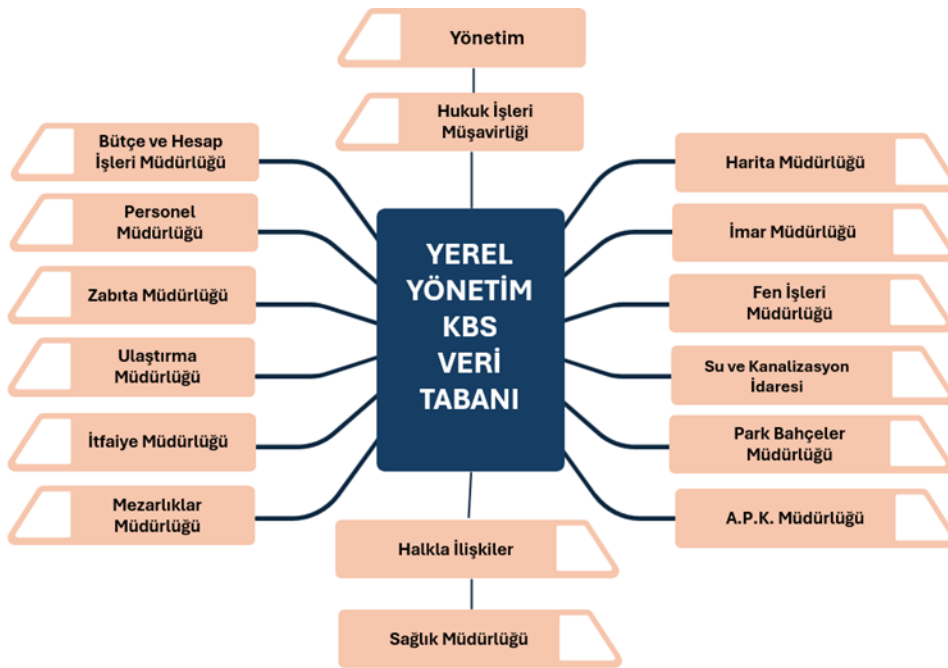 Yönetim
Hukuk İşleri
Müşavirliği
Bütçe ve Hesap
İşleri Müdürlüğü
Personel
Müdürlüğü
Zabıta Müdürlüğü
Ulaştırma
Müdürlüğü
İtfaiye Müdürlüğü
Mezarlıklar
Müdürlüğü
YEREL
YÖNETİM
KBS
VERİ
TABANI
Harita Müdürlüğü
İmar Müdürlüğü
Fen İşleri
Müdürlüğü
Su ve Kanalizasyon
İdaresi
Park Bahçeler
Müdürlüğü
A.P.K. Müdürlüğü
Halkla İlişkiler
Sağlık Müdürlüğü